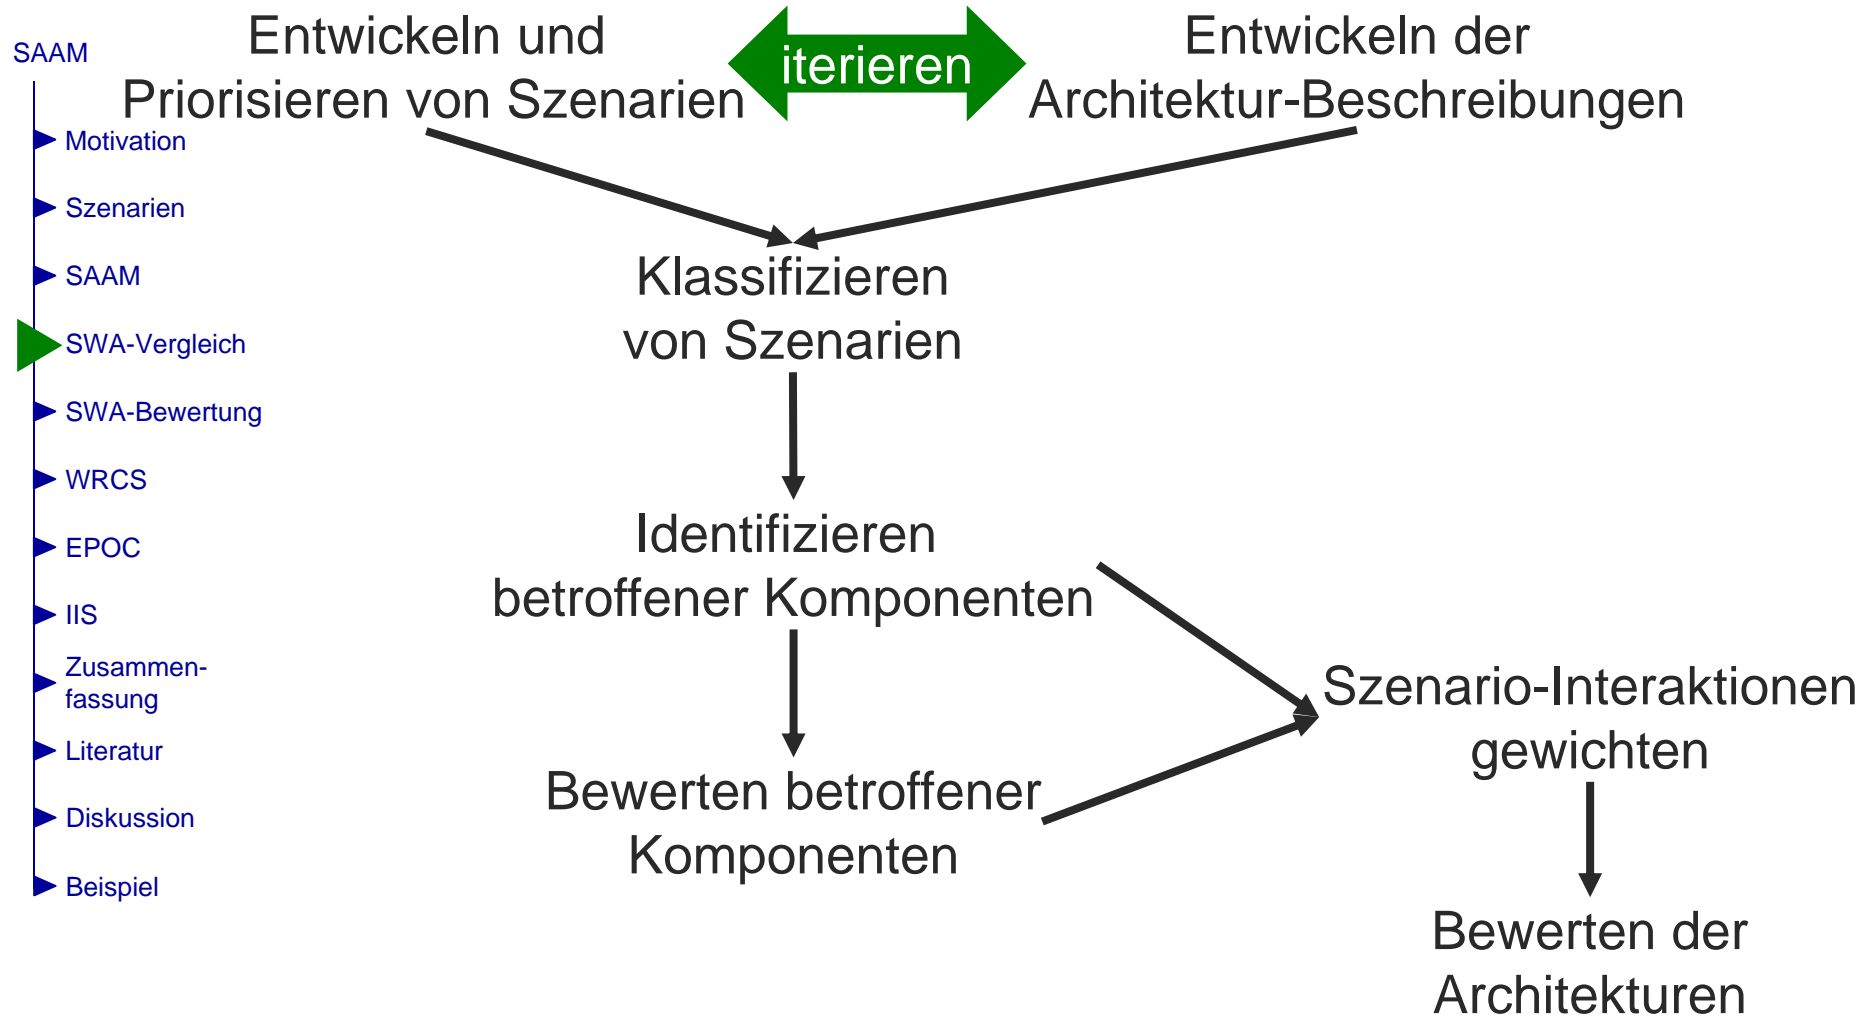 SAAM
Motivation
Szenarien
SAAM
SWA-Vergleich
SWA-Bewertung
WRCS
EPOC
IIS
Zusammen-
fassung
Literatur
Diskussion
Beispiel
Entwickeln und
Priorisieren von Szenarien
iterieren
Entwickeln der
Architektur-Beschreibungen
Klassifizieren
von Szenarien
Identifizieren
betroffener Komponenten
Bewerten betroffener
Komponenten
Szenario-Interaktionen
gewichten
Bewerten der
Architekturen